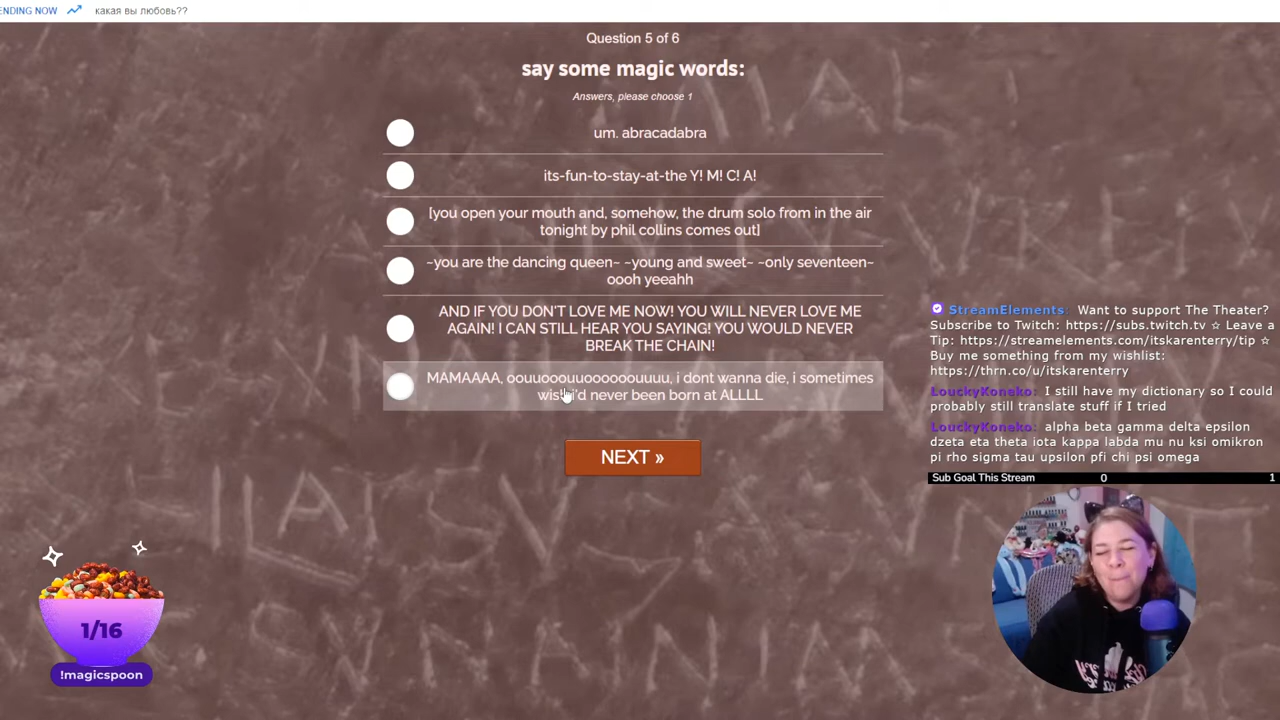 ENDING NOW
какая вы любовь??
Question 5 of 6
say some magic words:
Answers, please choose 1
um. abracadabra
its-fun-to-stay-at-the Y! M! C! A!
[you open your mouth and, somehow, the drum solo from in the air
tonight by phil collins comes out]
~you are the dancing queen~ ~young and sweet~ ~only seventeen~
oooh yeeahh
AND IF YOU DON'T LOVE ME NOW! YOU WILL NEVER LOVE ME
AGAIN! I CAN STILL HEAR YOU SAYING! YOU WOULD NEVER
BREAK THE CHAIN!
MAMAAAA, oouuooouuoooooouuuu, i dont wanna die, i sometimes
wish i'd never been born at ALLLL
NEXT »
StreamElements: Want to support The Theater?
Subscribe to Twitch: https://subs.twitch.tv ☆ Leave a
Tip: https://streamelements.com/itskarenterry/tip ☆
Buy me something from my wishlist:
https://thrn.co/u/itskarenterry
LouckyKoneko: I still have my dictionary so I could
probably still translate stuff if I tried
LouckyKoneko: alpha beta gamma delta epsilon
dzeta eta theta iota kappa labda mu nu ksi omikron
pi rho sigma tau upsilon pfi chi psi omega
Sub Goal This Stream 0 1
1/16
!magicspoon